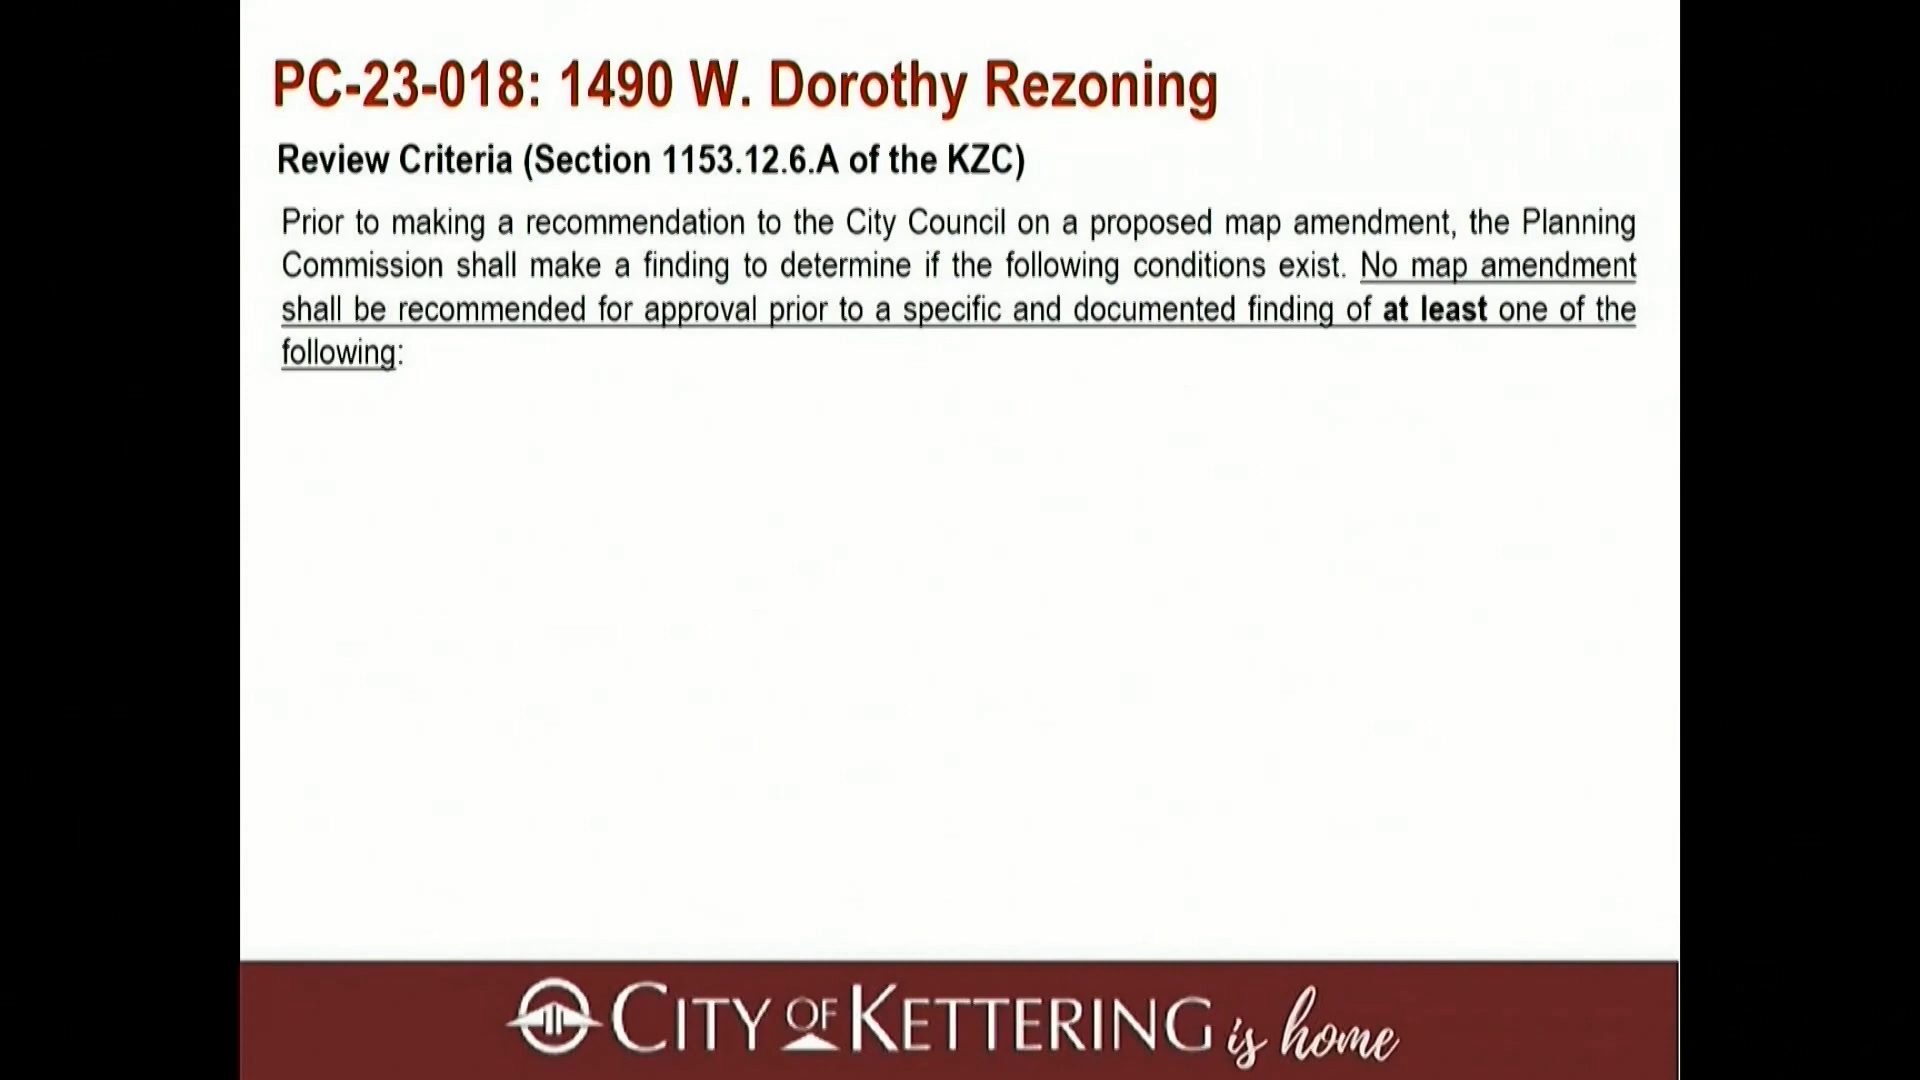 PC-23-018: 1490 W. Dorothy Rezoning
Review Criteria (Section 1153.12.6.A of the KZC)
Prior to making a recommendation to the City Council on a proposed map amendment, the Planning
Commission shall make a finding to determine if the following conditions exist. No map amendment
shall be recommended for approval prior to a specific and documented finding of at least one of the
following:
CITY OF KETTERING is home